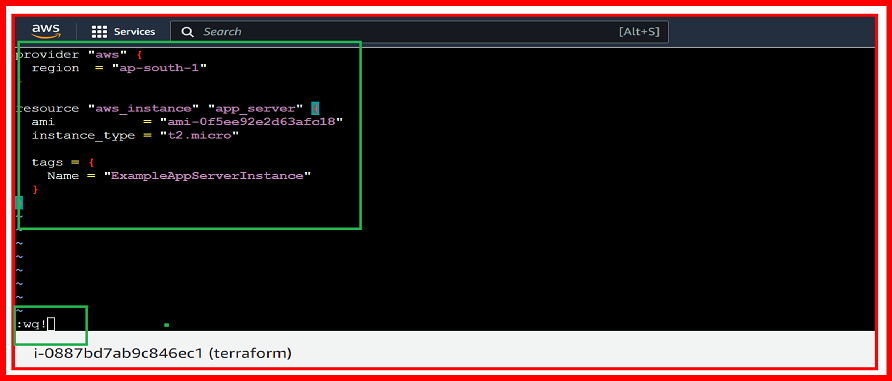 aws Services Search [Alt+S]
provider "aws" {
  region  = "ap-south-1"
}
resource "aws_instance" "app_server" {
  ami           = "ami-0f5ee92e2d63afc18"
  instance_type = "t2.micro"
  tags = {
    Name = "ExampleAppServerInstance"
  }
}
~
~
~
~
~
~
~
~
:wq!
i-0887bd7ab9c846ec1 (terraform)